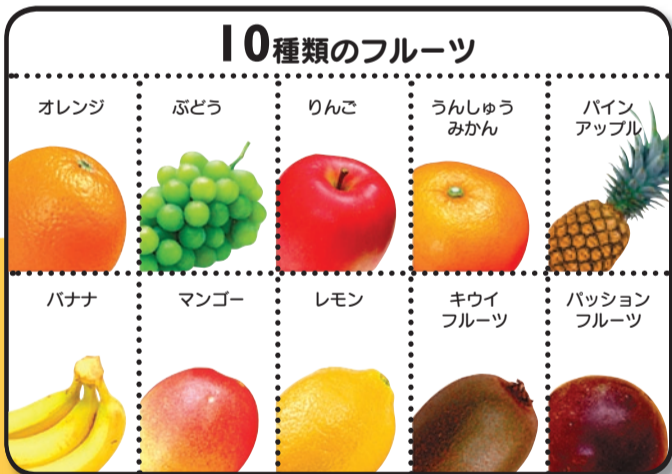 10種類のフルーツ
オレンジ
ぶどう
りんご
うんしゅう
みかん
パイン
アップル
バナナ
マンゴー
レモン
キウイ
フルーツ
パッション
フルーツ